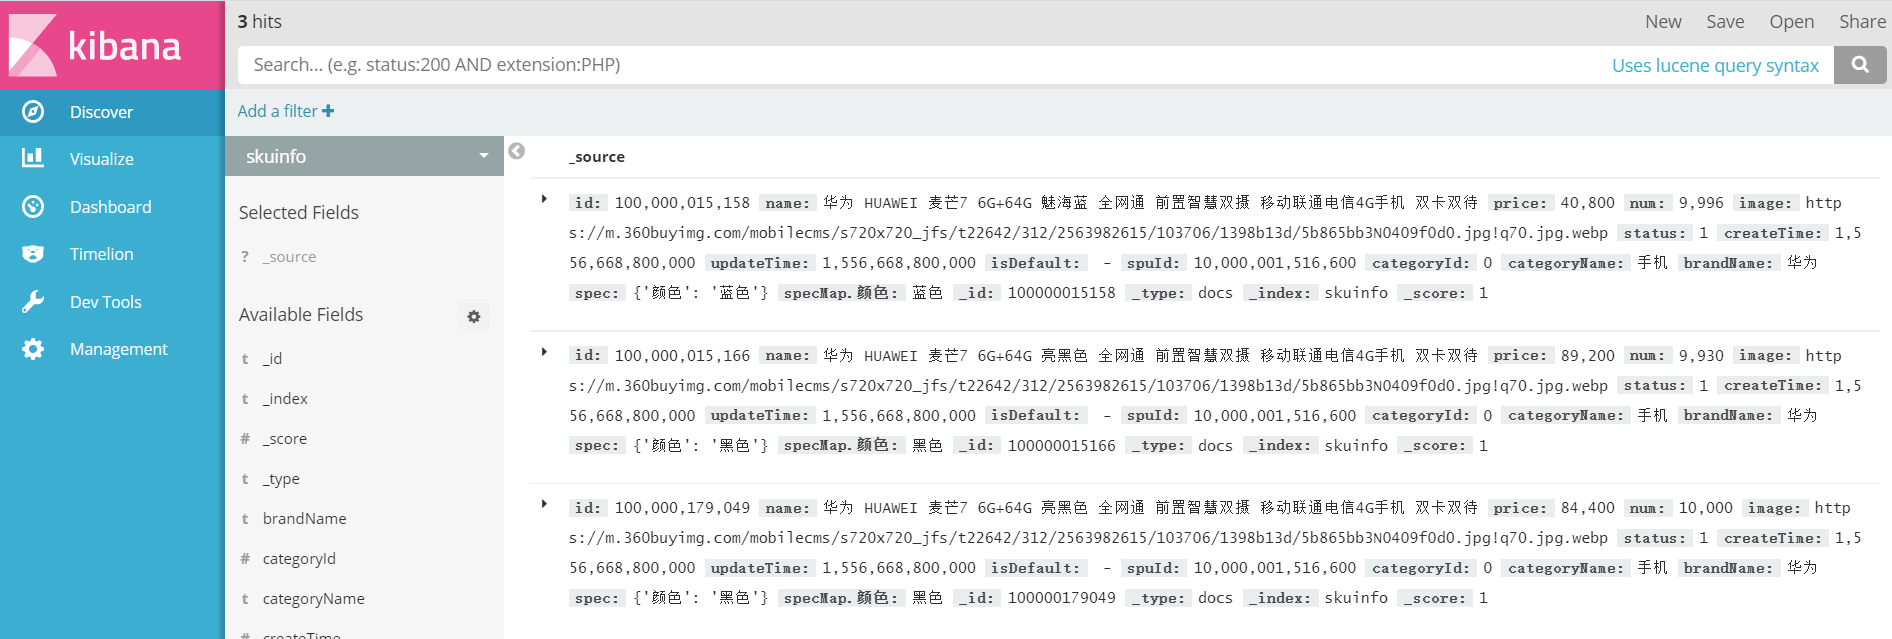 kibana
Discover
Visualize
Dashboard
Timelion
Dev Tools
Management
3 hits
New Save Open Share
Search... (e.g. status:200 AND extension:PHP) Uses lucene query syntax
Add a filter +
skuinfo
Selected Fields
? _source
Available Fields
t _id
t _index
# _score
t _type
t brandName
# categoryId
t categoryName
# createTime
_source
id: 100,000,015,158 name: 华为 HUAWEI 麦芒7 6G+64G 魅海蓝 全网通 前置智慧双摄 移动联通电信4G手机 双卡双待 price: 40,800 num: 9,996 image: http
s://m.360buyimg.com/mobilecms/s720x720_jfs/t22642/312/2563982615/103706/1398b13d/5b865bb3N0409f0d0.jpg!q70.jpg.webp status: 1 createTime: 1,5
56,668,800,000 updateTime: 1,556,668,800,000 isDefault: - spuId: 10,000,001,516,600 categoryId: 0 categoryName: 手机 brandName: 华为
spec: {'颜色': '蓝色'} specMap.颜色: 蓝色 _id: 100000015158 _type: docs _index: skuinfo _score: 1
id: 100,000,015,166 name: 华为 HUAWEI 麦芒7 6G+64G 亮黑色 全网通 前置智慧双摄 移动联通电信4G手机 双卡双待 price: 89,200 num: 9,930 image: http
s://m.360buyimg.com/mobilecms/s720x720_jfs/t22642/312/2563982615/103706/1398b13d/5b865bb3N0409f0d0.jpg!q70.jpg.webp status: 1 createTime: 1,5
56,668,800,000 updateTime: 1,556,668,800,000 isDefault: - spuId: 10,000,001,516,600 categoryId: 0 categoryName: 手机 brandName: 华为
spec: {'颜色': '黑色'} specMap.颜色: 黑色 _id: 100000015166 _type: docs _index: skuinfo _score: 1
id: 100,000,179,049 name: 华为 HUAWEI 麦芒7 6G+64G 亮黑色 全网通 前置智慧双摄 移动联通电信4G手机 双卡双待 price: 84,400 num: 10,000 image: http
s://m.360buyimg.com/mobilecms/s720x720_jfs/t22642/312/2563982615/103706/1398b13d/5b865bb3N0409f0d0.jpg!q70.jpg.webp status: 1 createTime: 1,5
56,668,800,000 updateTime: 1,556,668,800,000 isDefault: - spuId: 10,000,001,516,600 categoryId: 0 categoryName: 手机 brandName: 华为
spec: {'颜色': '黑色'} specMap.颜色: 黑色 _id: 100000179049 _type: docs _index: skuinfo _score: 1